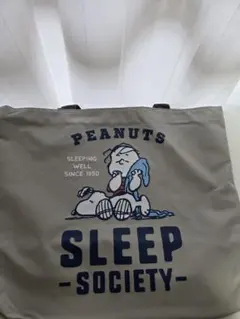 PEANUTS
SLEEPING
WELL
SINCE 1950
SLEEP
-SOCIETY-